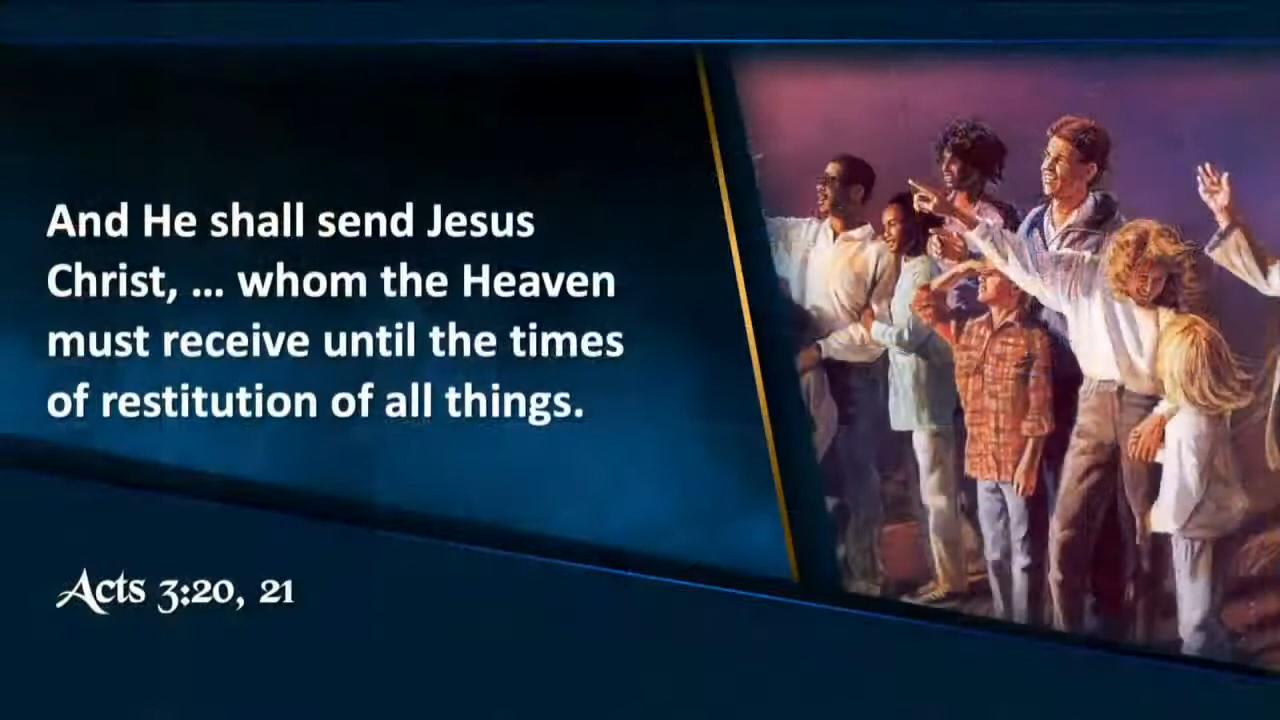 And He shall send Jesus
Christ, ... whom the Heaven
must receive until the times
of restitution of all things.
Acts 3:20, 21